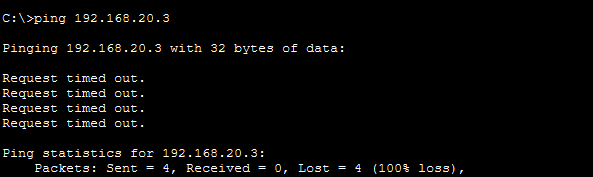 C:\>ping 192.168.20.3
Pinging 192.168.20.3 with 32 bytes of data:
Request timed out.
Request timed out.
Request timed out.
Request timed out.
Ping statistics for 192.168.20.3:
    Packets: Sent = 4, Received = 0, Lost = 4 (100% loss),